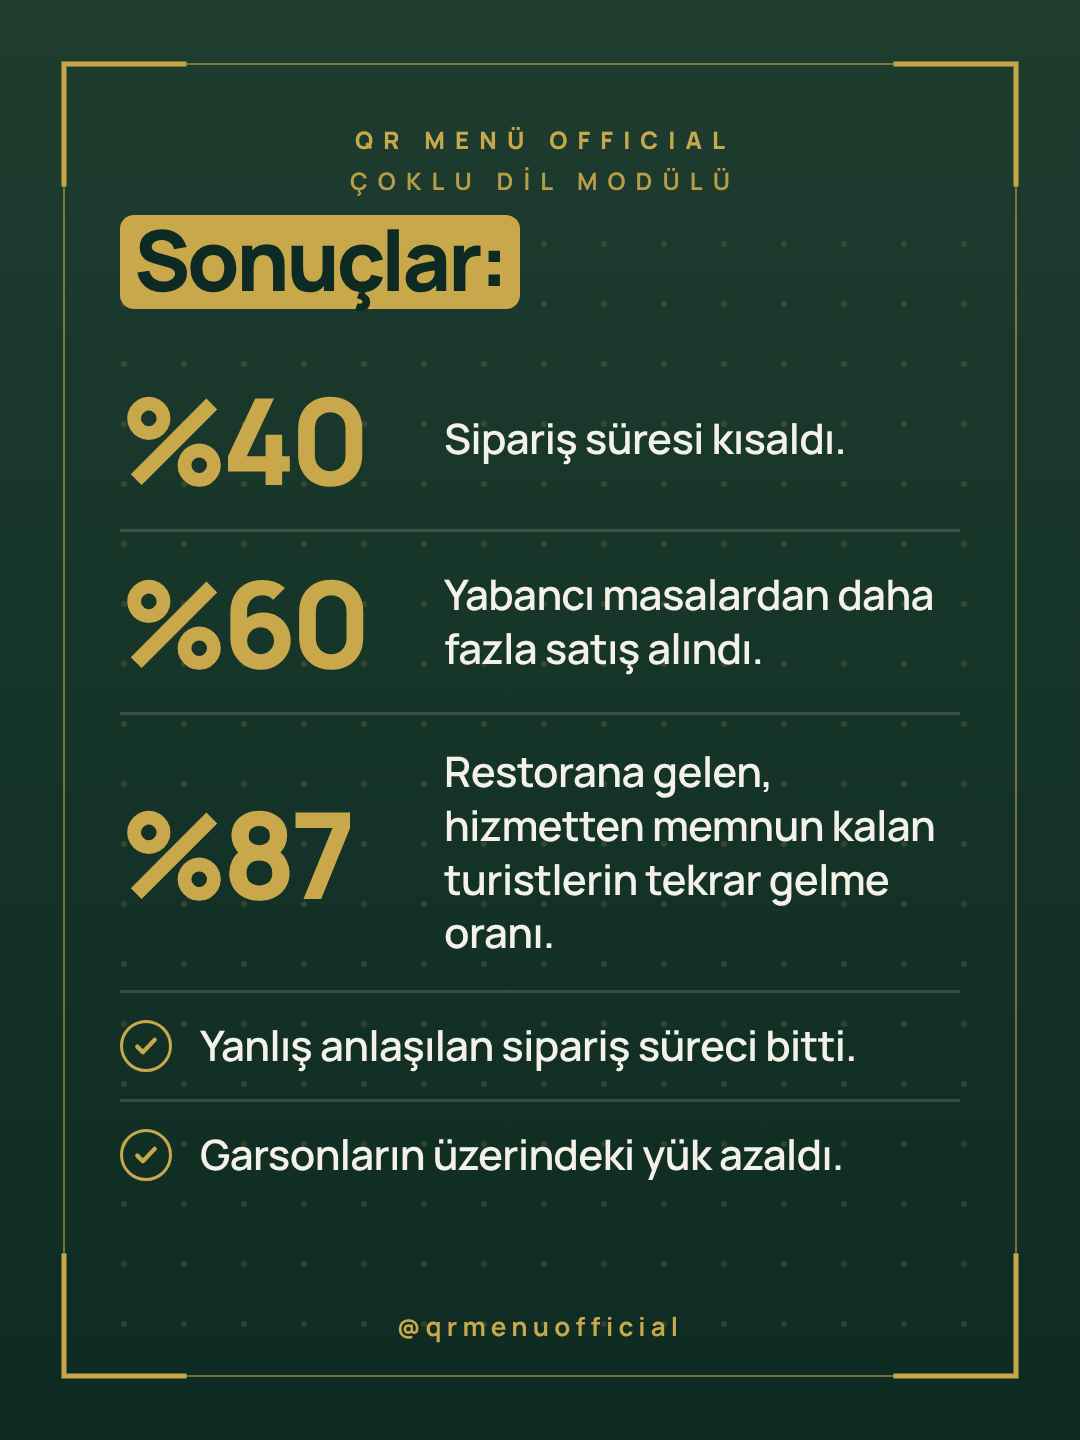 QR MENÜ OFFICIAL
ÇOKLU DİL MODÜLÜ
Sonuçlar:
%40
Sipariş süresi kısaldı.
%60
Yabancı masalardan daha
fazla satış alındı.
%87
Restorana gelen,
hizmetten memnun kalan
turistlerin tekrar gelme
oranı.
Yanlış anlaşılan sipariş süreci bitti.
Garsonların üzerindeki yük azaldı.
@qrmenuofficial